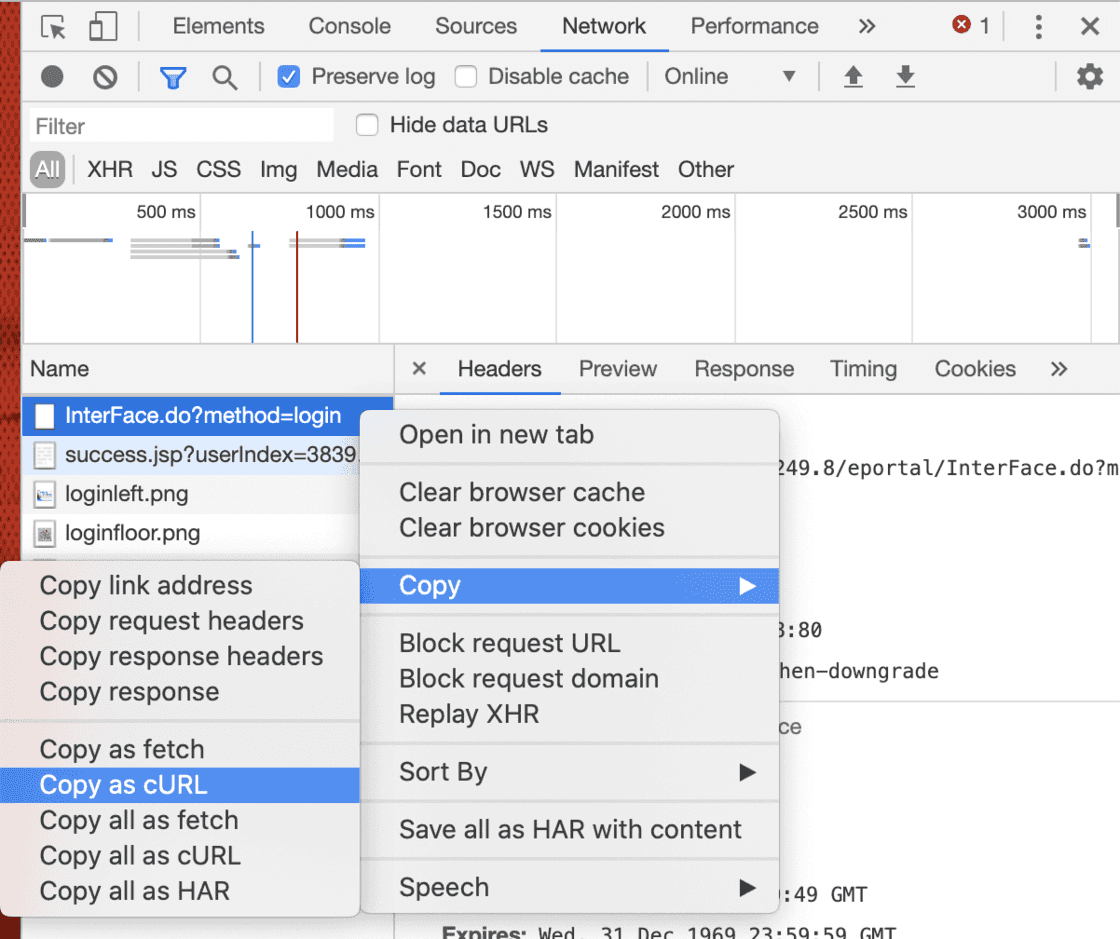 Elements Console Sources Network Performance » 1
Preserve log Disable cache Online
Filter Hide data URLs
All XHR JS CSS Img Media Font Doc WS Manifest Other
500 ms 1000 ms 1500 ms 2000 ms 2500 ms 3000 ms
Name × Headers Preview Response Timing Cookies »
InterFace.do?method=login
success.jsp?userIndex=3839
loginleft.png
loginfloor.png
Open in new tab
249.8/eportal/InterFace.do?m
Clear browser cache
Clear browser cookies
Copy
Block request URL
:80
Block request domain
hen-downgrade
Replay XHR
ce
Sort By
Save all as HAR with content
Speech
:49 GMT
Copy link address
Copy request headers
Copy response headers
Copy response
Copy as fetch
Copy as cURL
Copy all as fetch
Copy all as cURL
Copy all as HAR
Expires: Wed, 31 Dec 1969 23:59:59 GMT